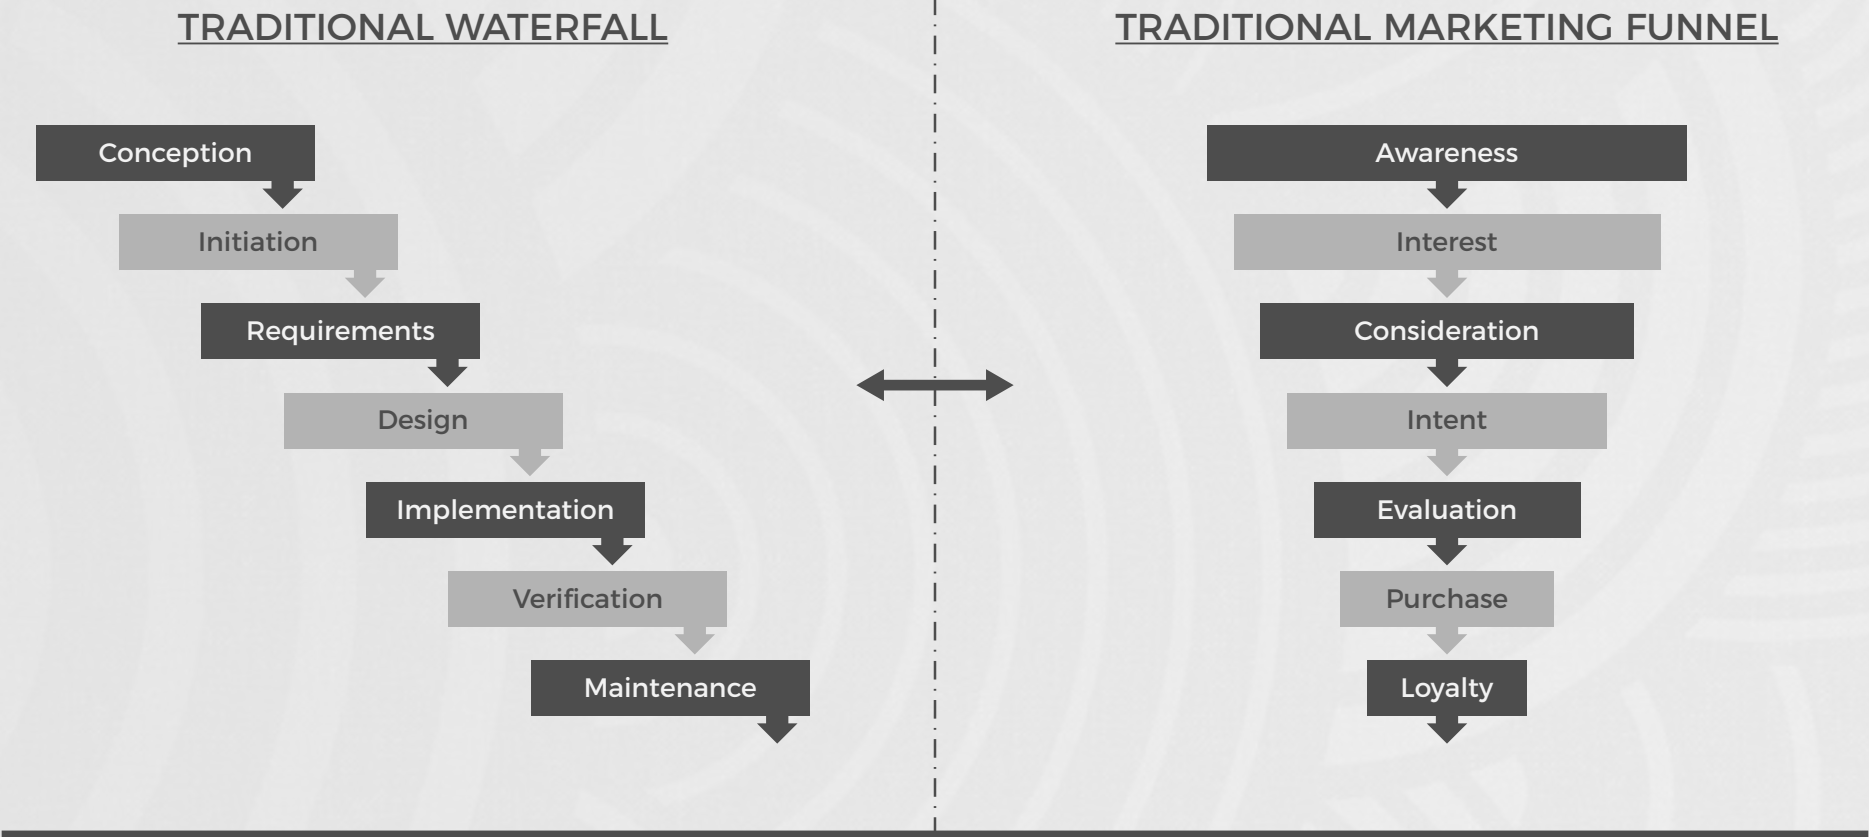 TRADITIONAL WATERFALL
Conception
Initiation
Requirements
Design
Implementation
Verification
Maintenance
TRADITIONAL MARKETING FUNNEL
Awareness
Interest
Consideration
Intent
Evaluation
Purchase
Loyalty